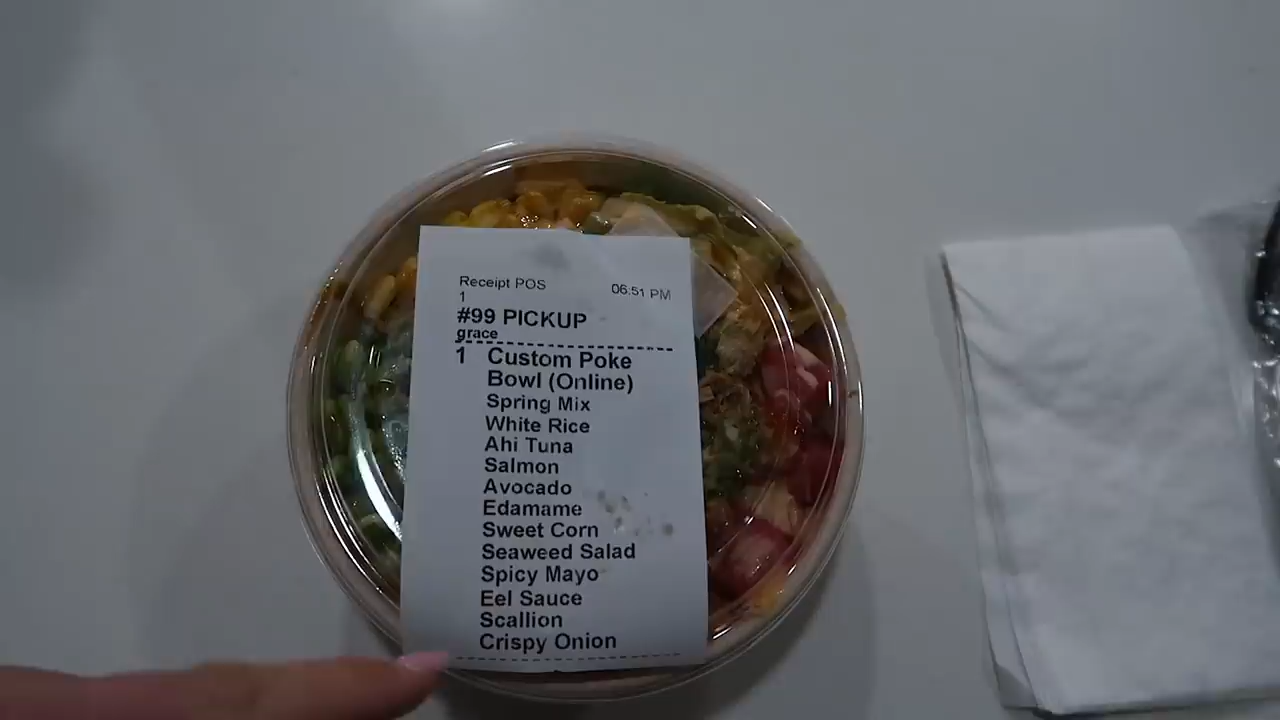 Receipt POS 06:51 PM
1
#99 PICKUP
grace
1 Custom Poke
Bowl (Online)
Spring Mix
White Rice
Ahi Tuna
Salmon
Avocado
Edamame
Sweet Corn
Seaweed Salad
Spicy Mayo
Eel Sauce
Scallion
Crispy Onion